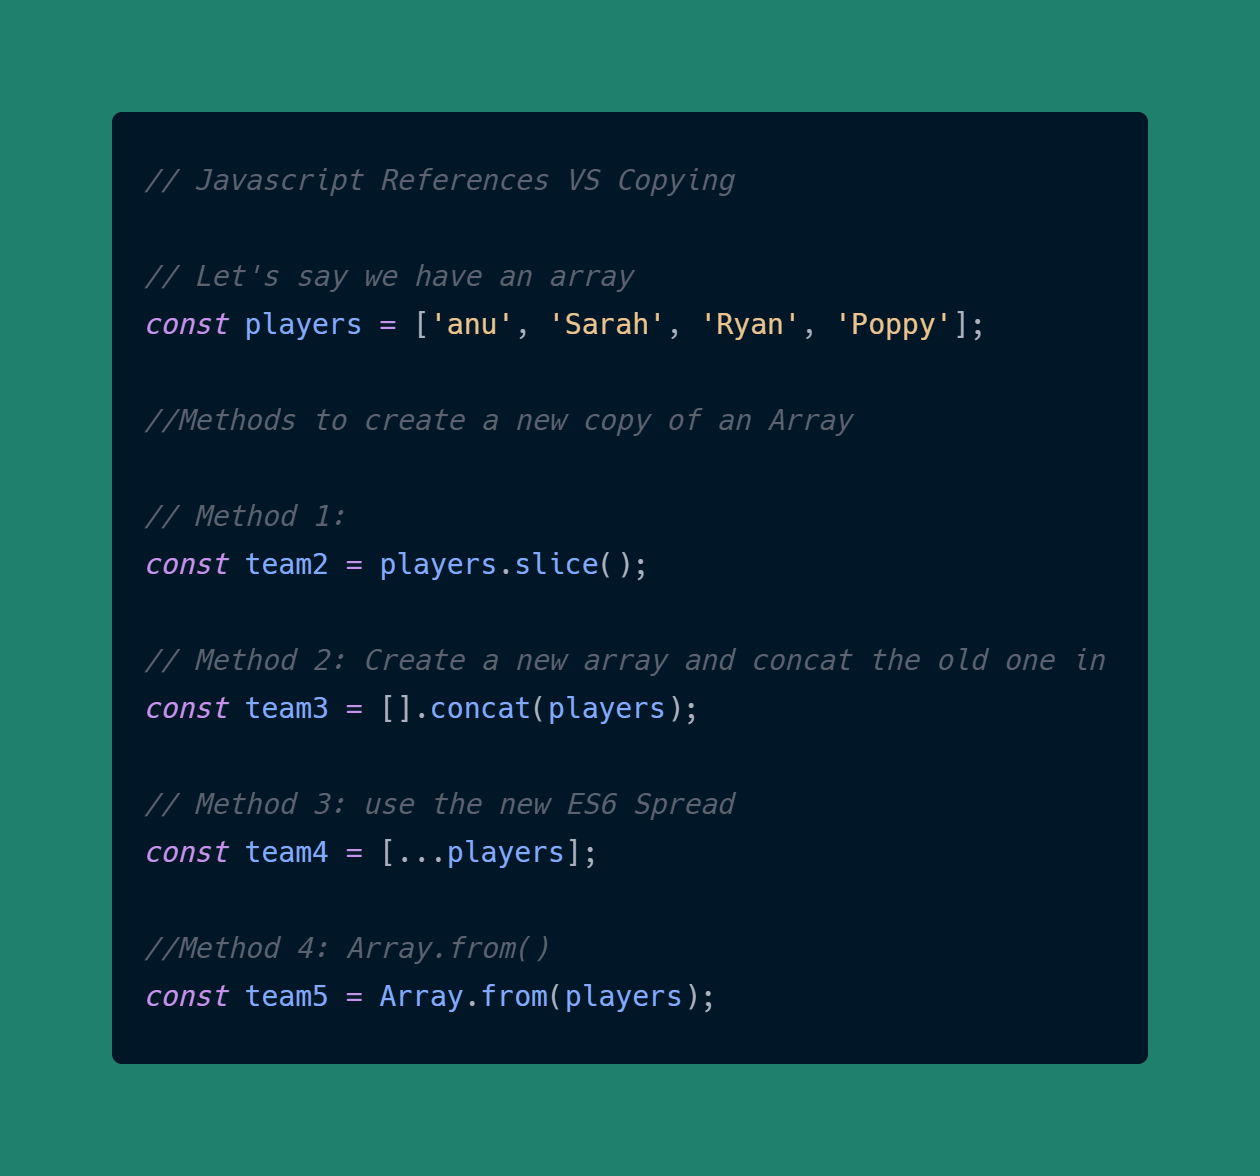 // Javascript References VS Copying
// Let's say we have an array
const players = ['anu', 'Sarah', 'Ryan', 'Poppy'];
//Methods to create a new copy of an Array
// Method 1:
const team2 = players.slice();
// Method 2: Create a new array and concat the old one in
const team3 = [].concat(players);
// Method 3: use the new ES6 Spread
const team4 = [...players];
//Method 4: Array.from()
const team5 = Array.from(players);